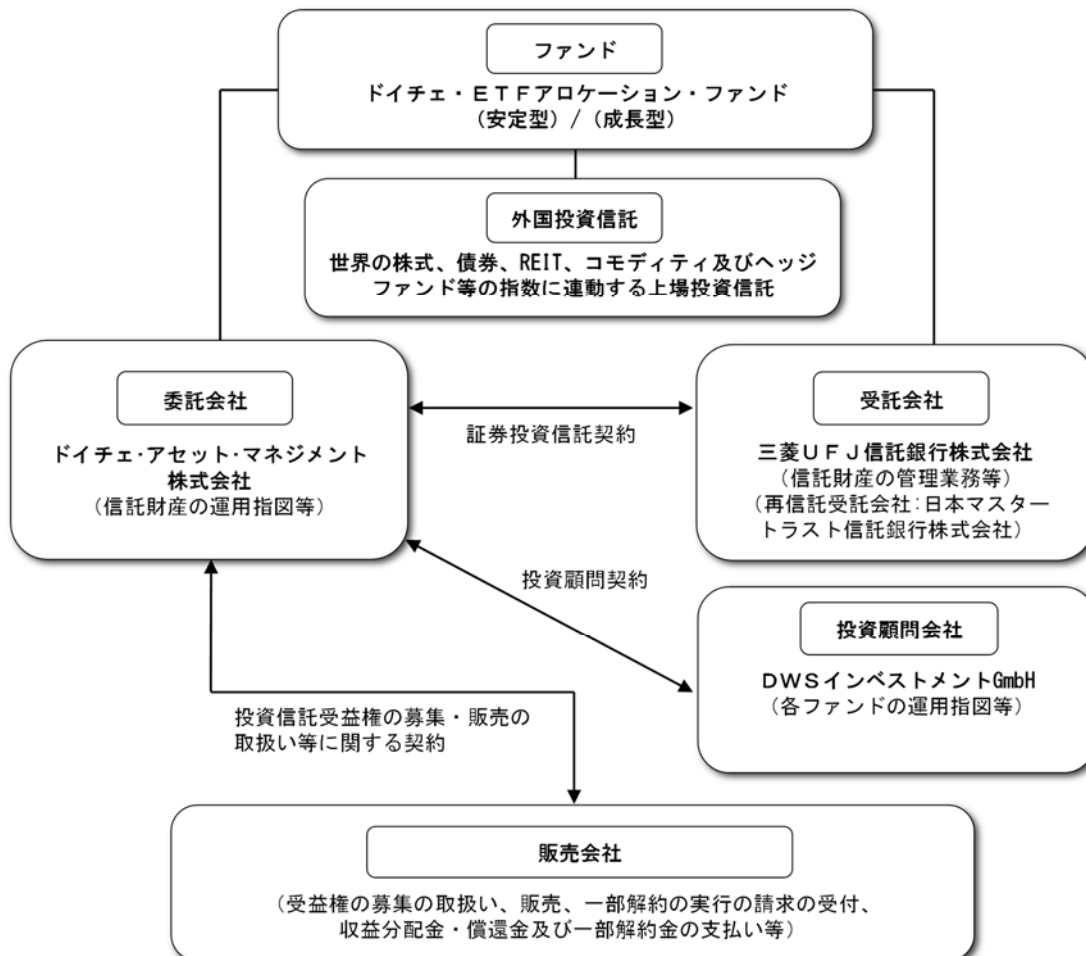 ファンド
ドイチェ・ＥＴＦアロケーション・ファンド
（安定型）/（成長型）
外国投資信託
世界の株式、債券、REIT、コモディティ及びヘッジ
ファンド等の指数に連動する上場投資信託
委託会社
ドイチェ･アセット･マネジメント
株式会社
（信託財産の運用指図等）
証券投資信託契約
受託会社
三菱ＵＦＪ信託銀行株式会社
（信託財産の管理業務等）
（再信託受託会社:日本マスター
トラスト信託銀行株式会社）
投資顧問契約
投資顧問会社
ＤＷＳインベストメントGmbH
（各ファンドの運用指図等）
投資信託受益権の募集・販売の
取扱い等に関する契約
販売会社
（受益権の募集の取扱い、販売、一部解約の実行の請求の受付、
収益分配金・償還金及び一部解約金の支払い等）